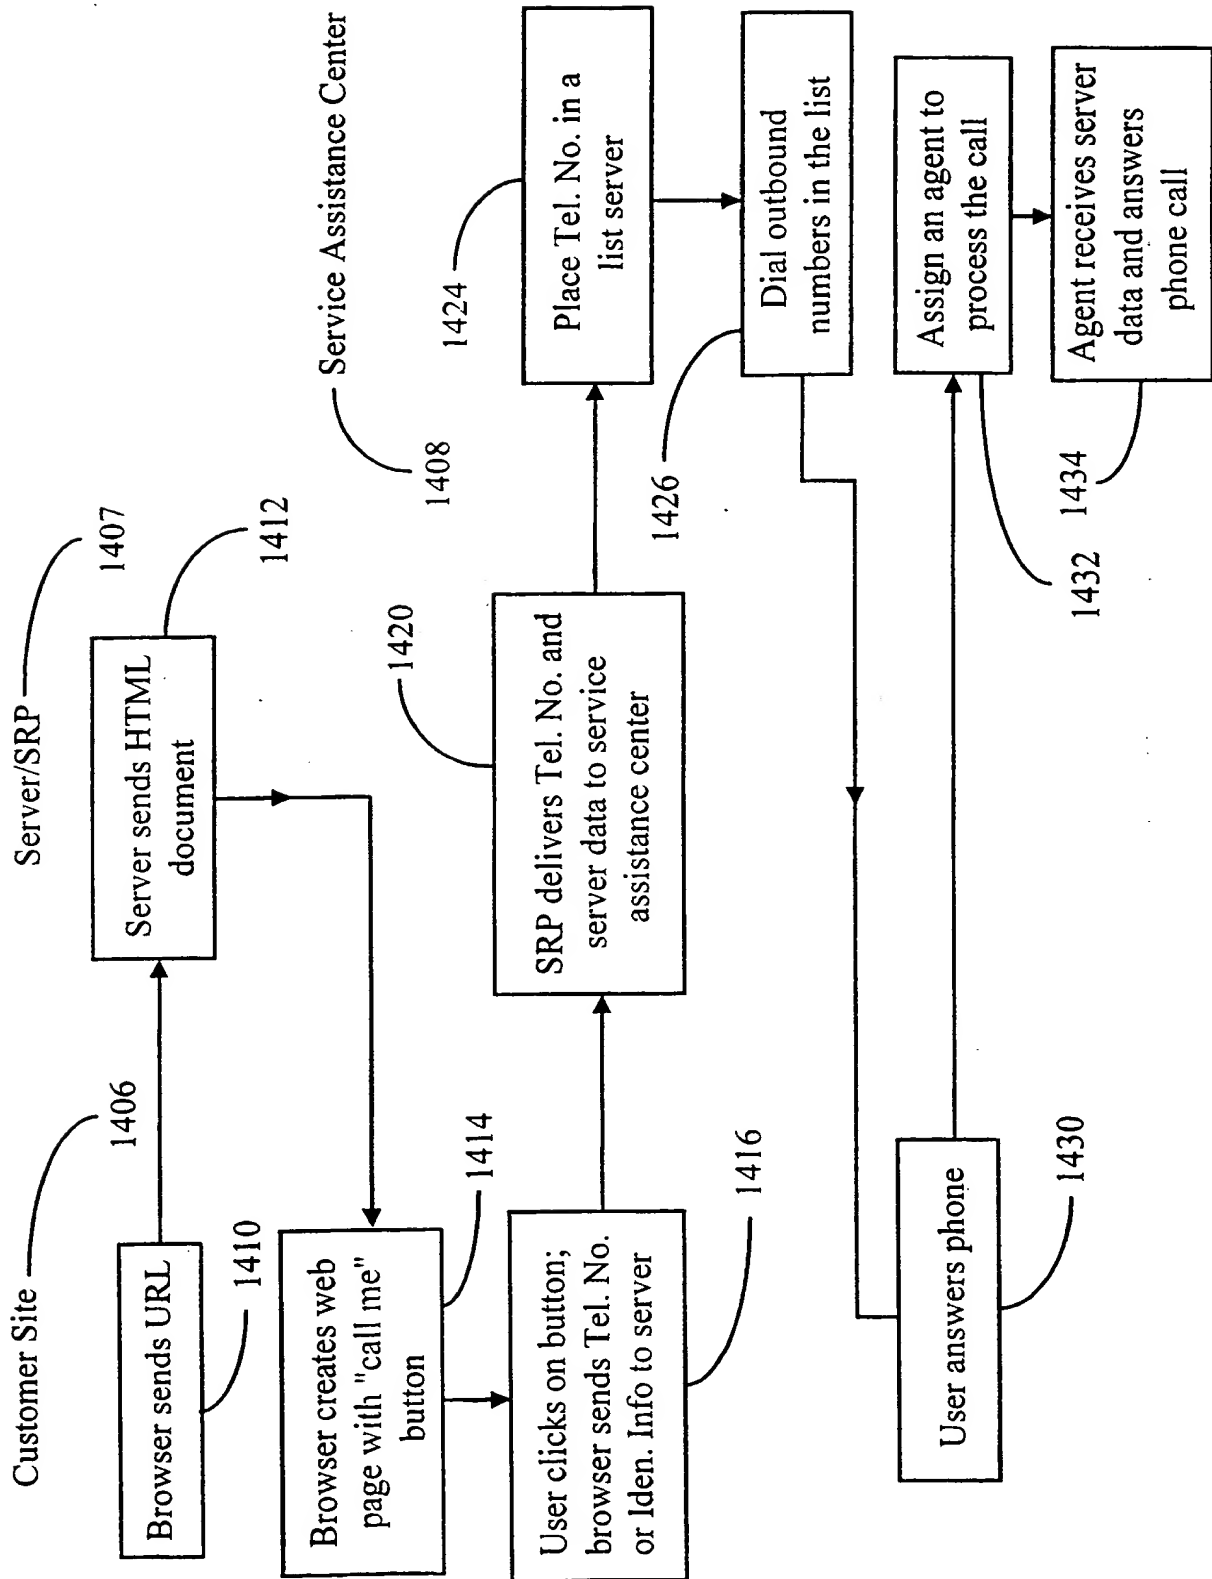 Customer Site
1406
Server/SRP
1407
Service Assistance Center
1408
Browser sends URL
1410
Server sends HTML
document
1412
Browser creates web
page with "call me"
button
1414
User clicks on button;
browser sends Tel. No.
or Iden. Info to server
1416
SRP delivers Tel. No. and
server data to service
assistance center
1420
Place Tel. No. in a
list server
1424
Dial outbound
numbers in the list
1426
User answers phone
1430
Assign an agent to
process the call
1432
Agent receives server
data and answers
phone call
1434